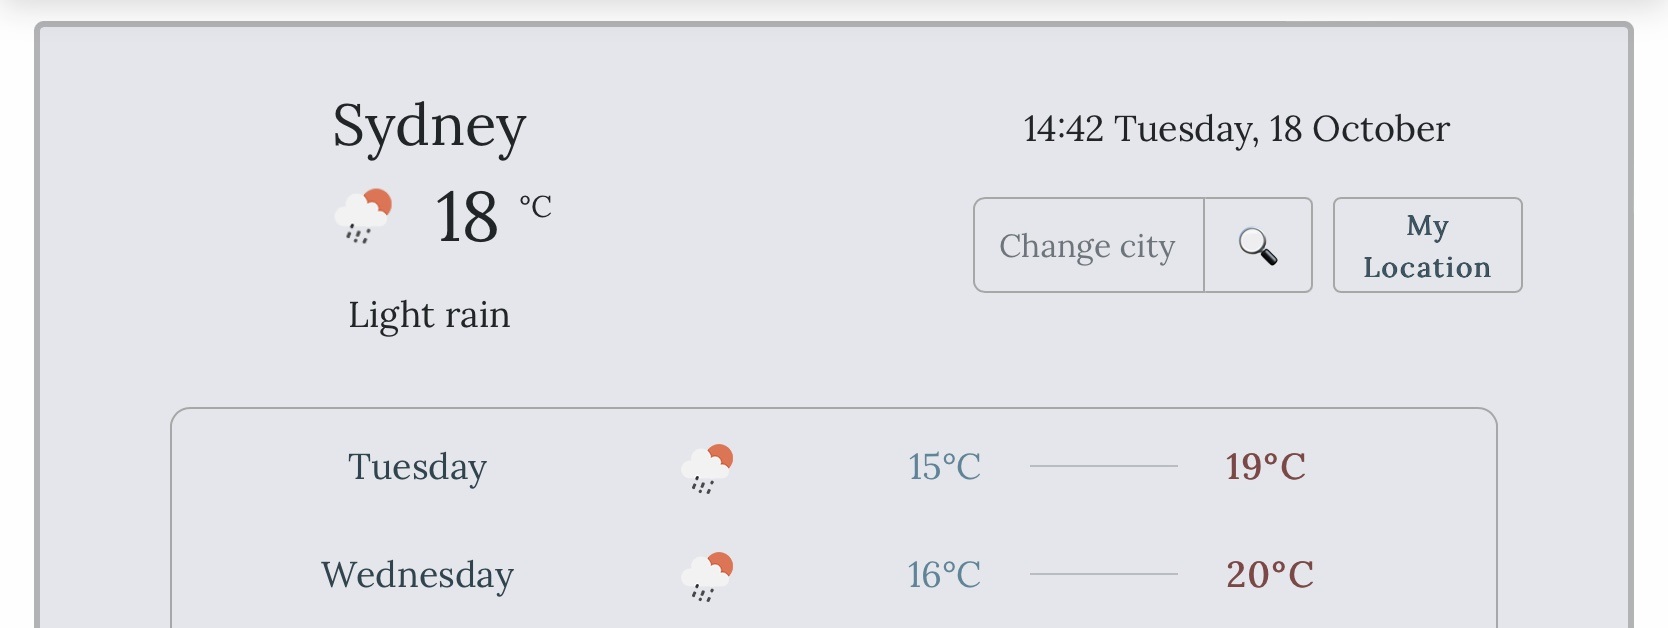 Sydney
18 °C
Light rain
14:42 Tuesday, 18 October
Change city
My
Location
Tuesday 15°C 19°C
Wednesday 16°C 20°C